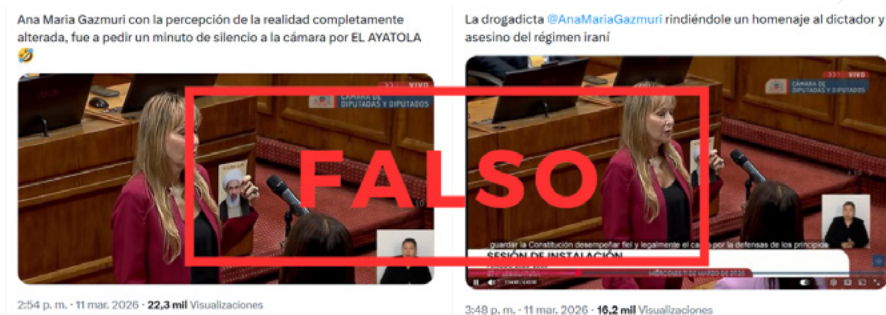 Ana Maria Gazmuri con la percepción de la realidad completamente
alterada, fue a pedir un minuto de silencio a la cámara por EL AYATOLA
🤣
VIVO
CÁMARA DE
DIPUTADAS Y DIPUTADOS
2:54 p. m. · 11 mar. 2026 · 22,3 mil Visualizaciones
La drogadicta @AnaMariaGazmuri rindiéndole un homenaje al dictador y
asesino del régimen iraní
VIVO
CÁMARA DE
DIPUTADAS Y DIPUTADOS
guardar la Constitución desempeñar fiel y legalmente el cargo por la defensas de los principios
SESIÓN DE INSTALACIÓN
3:48 p. m. · 11 mar. 2026 · 16,2 mil Visualizaciones
FALSO